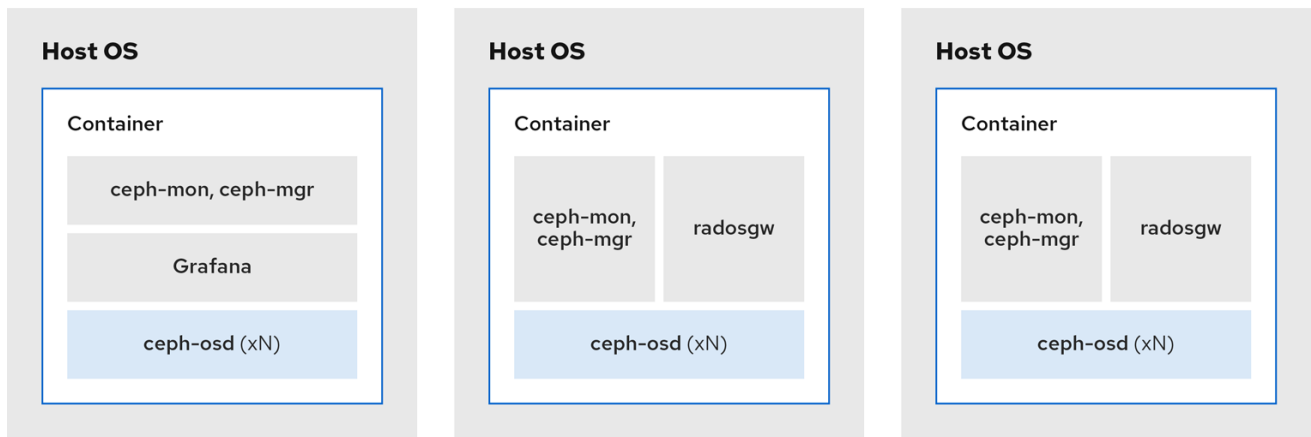 Host OS
Container
ceph-mon, ceph-mgr
Grafana
ceph-osd (xN)
Host OS
Container
ceph-mon,
ceph-mgr
radosgw
ceph-osd (xN)
Host OS
Container
ceph-mon,
ceph-mgr
radosgw
ceph-osd (xN)